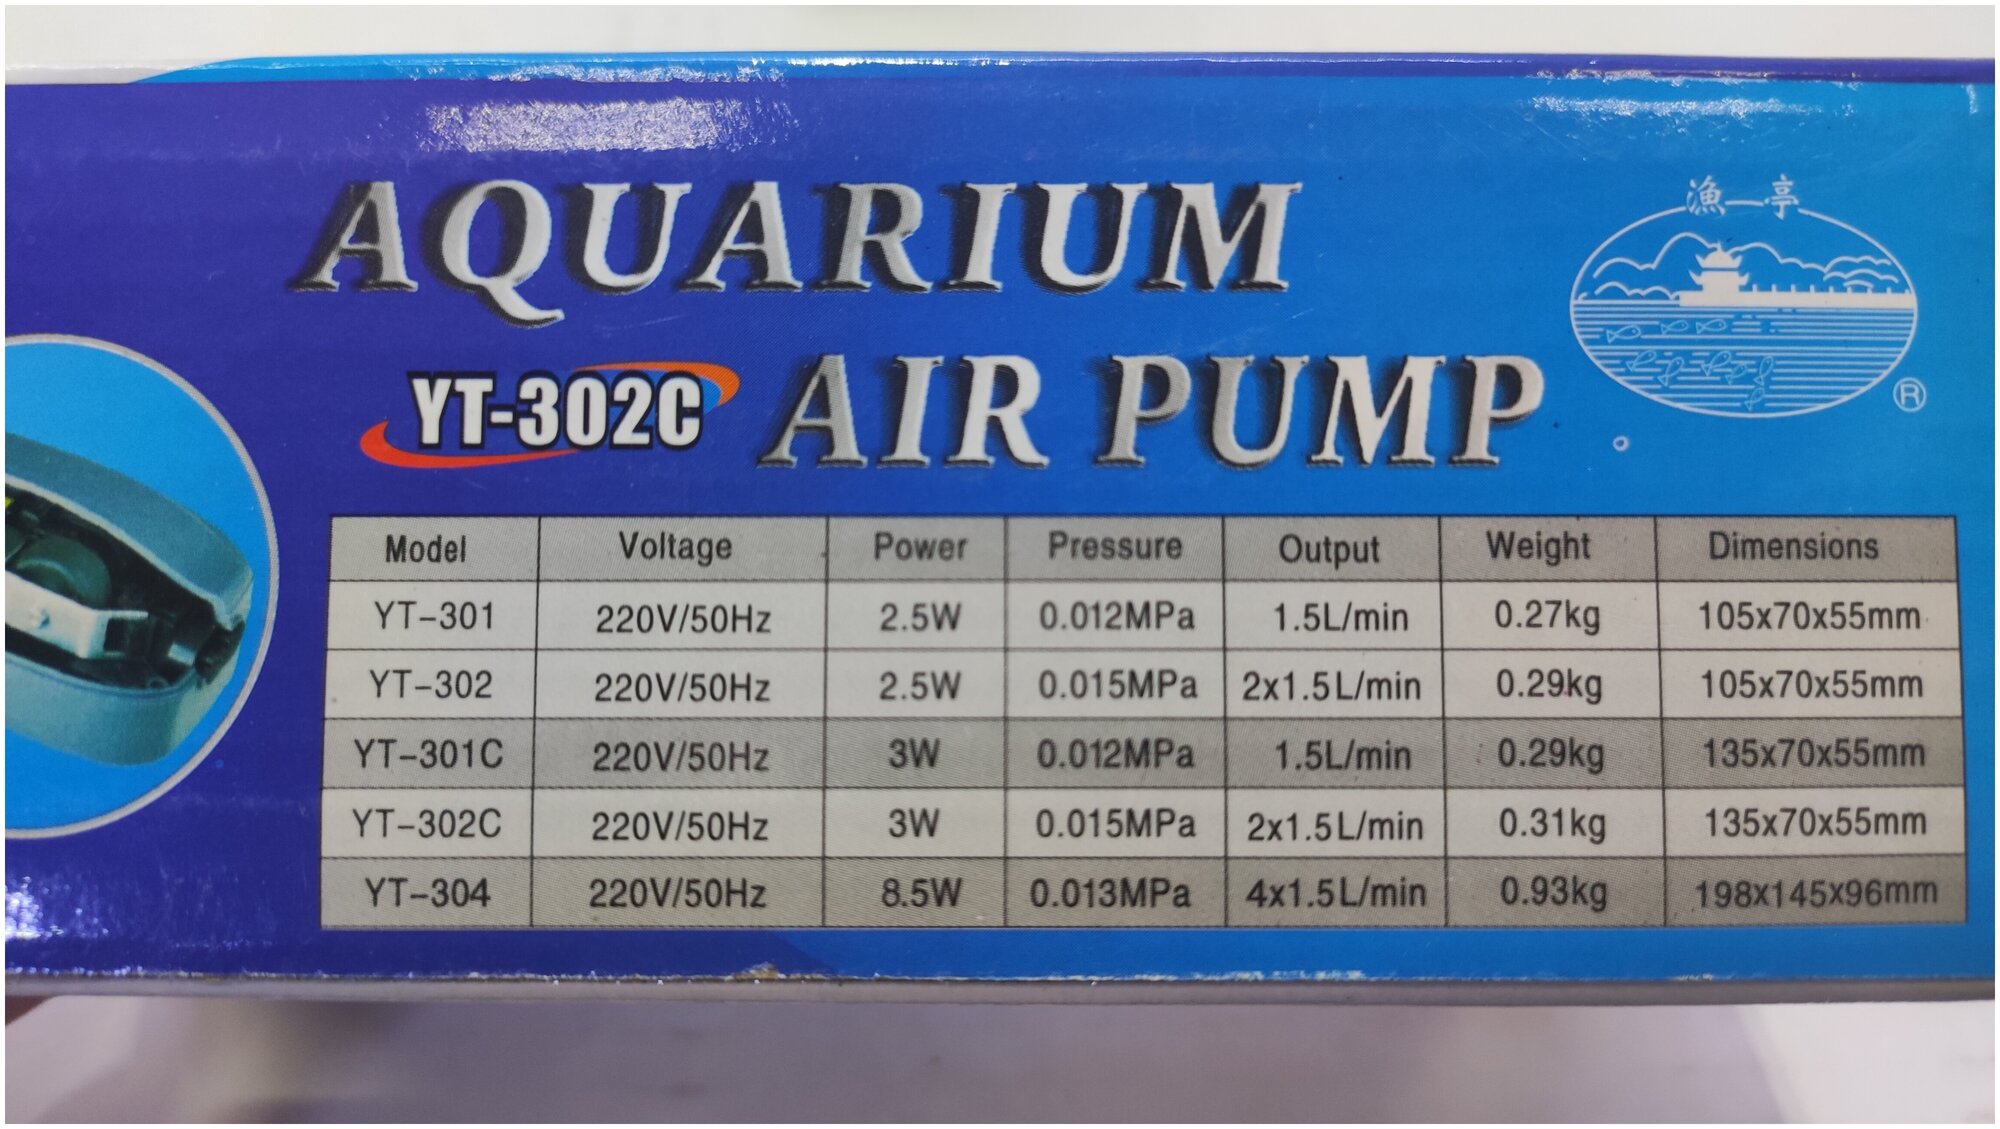 漁一亭
AQUARIUM
®
YT-302C AIR PUMP
Model Voltage Power Pressure Output Weight Dimensions
YT-301 220V/50Hz 2.5W 0.012MPa 1.5L/min 0.27kg 105x70x55mm
YT-302 220V/50Hz 2.5W 0.015MPa 2x1.5L/min 0.29kg 105x70x55mm
YT-301C 220V/50Hz 3W 0.012MPa 1.5L/min 0.29kg 135x70x55mm
YT-302C 220V/50Hz 3W 0.015MPa 2x1.5L/min 0.31kg 135x70x55mm
YT-304 220V/50Hz 8.5W 0.013MPa 4x1.5L/min 0.93kg 198x145x96mm